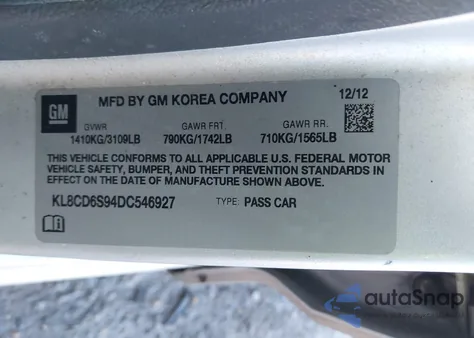 GM
MFD BY GM KOREA COMPANY 12/12
GVWR GAWR FRT. GAWR RR.
1410KG/3109LB 790KG/1742LB 710KG/1565LB
THIS VEHICLE CONFORMS TO ALL APPLICABLE U.S. FEDERAL MOTOR
VEHICLE SAFETY, BUMPER, AND THEFT PREVENTION STANDARDS IN
EFFECT ON THE DATE OF MANUFACTURE SHOWN ABOVE.
KL8CD6S94DC546927 TYPE: PASS CAR
autoSnap
www.autosnap